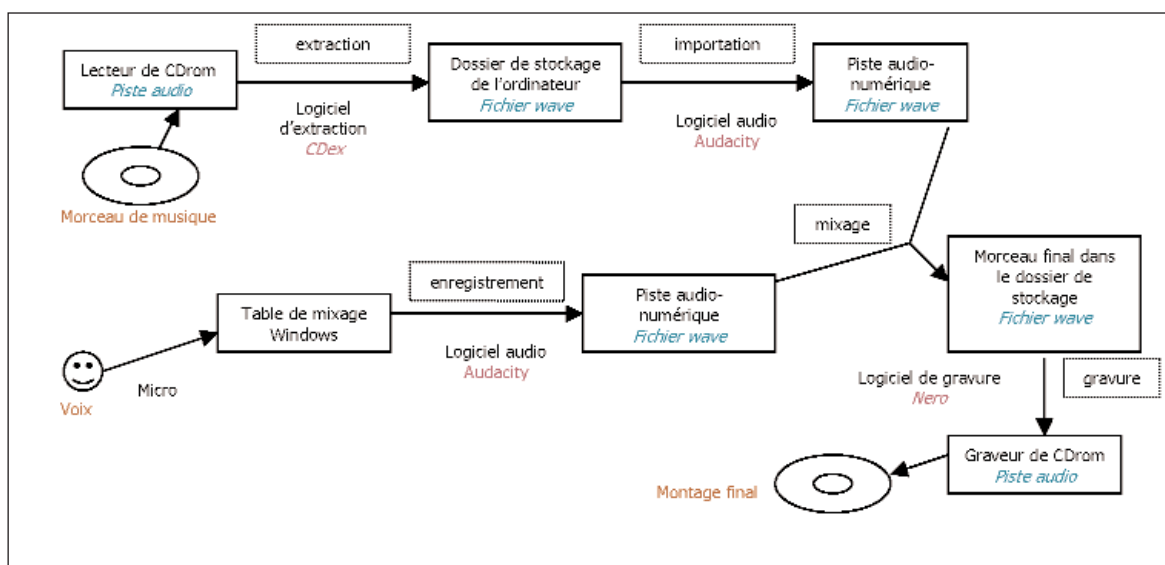 extraction
importation
Lecteur de CDrom
Piste audio
Dossier de stockage
de l'ordinateur
Fichier wave
Piste audio-
numérique
Fichier wave
Logiciel
d'extraction
CDex
Logiciel audio
Audacity
Morceau de musique
mixage
Morceau final dans
le dossier de
stockage
Fichier wave
enregistrement
Table de mixage
Windows
Piste audio-
numérique
Fichier wave
Logiciel audio
Audacity
Micro
Voix
Logiciel de gravure
Nero
gravure
Graveur de CDrom
Piste audio
Montage final